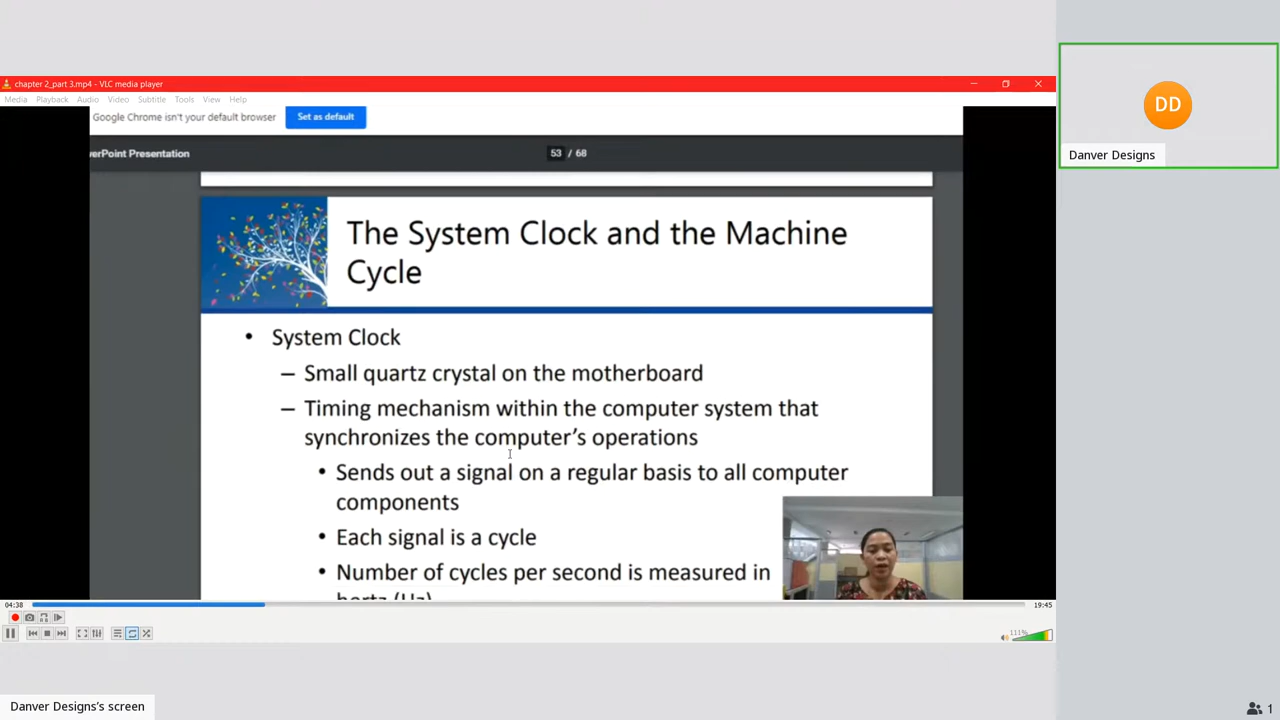 chapter 2_part 3.mp4 - VLC media player
Media Playback Audio Video Subtitle Tools View Help
Google Chrome isn't your default browser Set as default
verPoint Presentation 53 / 68
The System Clock and the Machine
Cycle
• System Clock
– Small quartz crystal on the motherboard
– Timing mechanism within the computer system that
synchronizes the computer's operations
• Sends out a signal on a regular basis to all computer
components
• Each signal is a cycle
• Number of cycles per second is measured in
hertz (Hz)
04:38 19:45
111%
DD
Danver Designs
Danver Designs's screen
1